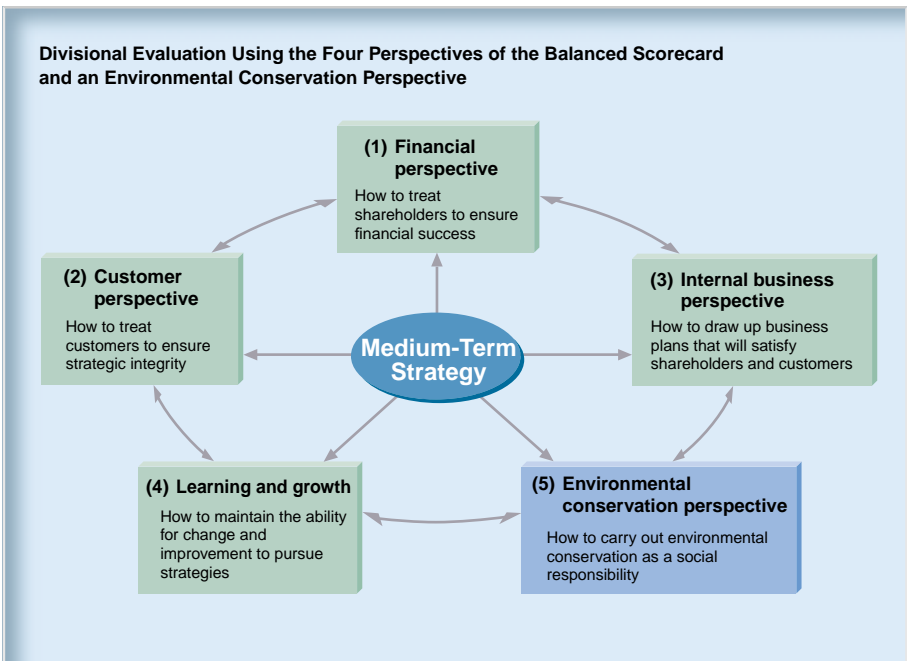 Divisional Evaluation Using the Four Perspectives of the Balanced Scorecard
and an Environmental Conservation Perspective
(1) Financial
perspective
How to treat
shareholders to ensure
financial success
(2) Customer
perspective
How to treat
customers to ensure
strategic integrity
(3) Internal business
perspective
How to draw up business
plans that will satisfy
shareholders and customers
Medium-Term
Strategy
(4) Learning and growth
How to maintain the ability
for change and
improvement to pursue
strategies
(5) Environmental
conservation perspective
How to carry out environmental
conservation as a social
responsibility